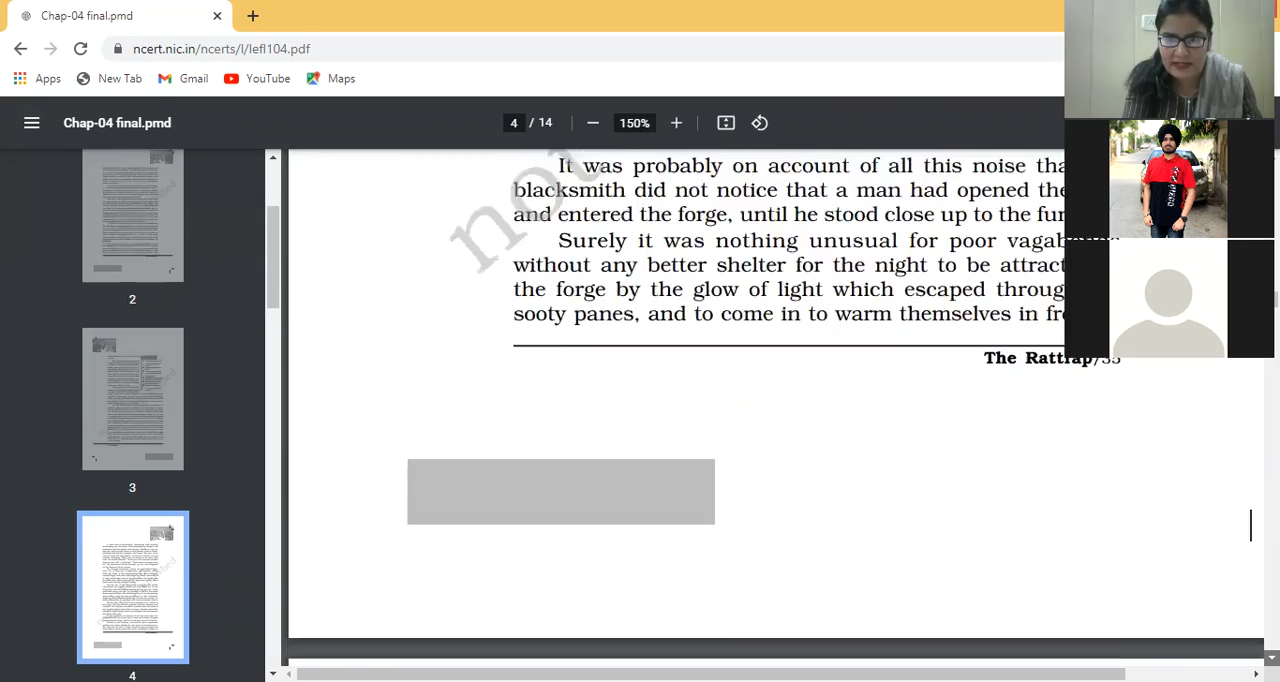 Chap-04 final.pmd
ncert.nic.in/ncerts/l/lefl104.pdf
Apps New Tab Gmail YouTube Maps
Chap-04 final.pmd
4 / 14
150%
It was probably on account of all this noise tha
blacksmith did not notice that a man had opened the
and entered the forge, until he stood close up to the fur
Surely it was nothing unusual for poor vagabonds
without any better shelter for the night to be attract
the forge by the glow of light which escaped throug
sooty panes, and to come in to warm themselves in fr
The Rattrap/35
not
2
3
4